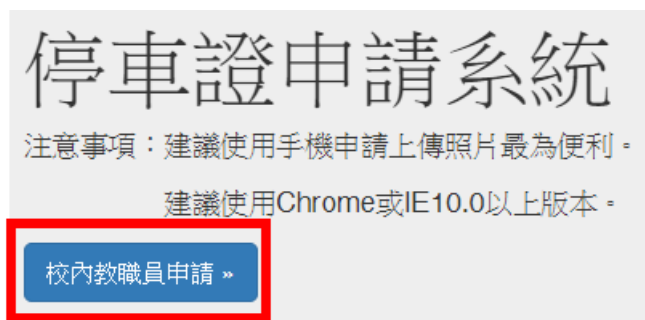 停車證申請系統
注意事項：建議使用手機申請上傳照片最為便利。
建議使用Chrome或IE10.0以上版本。
校內教職員申請 »